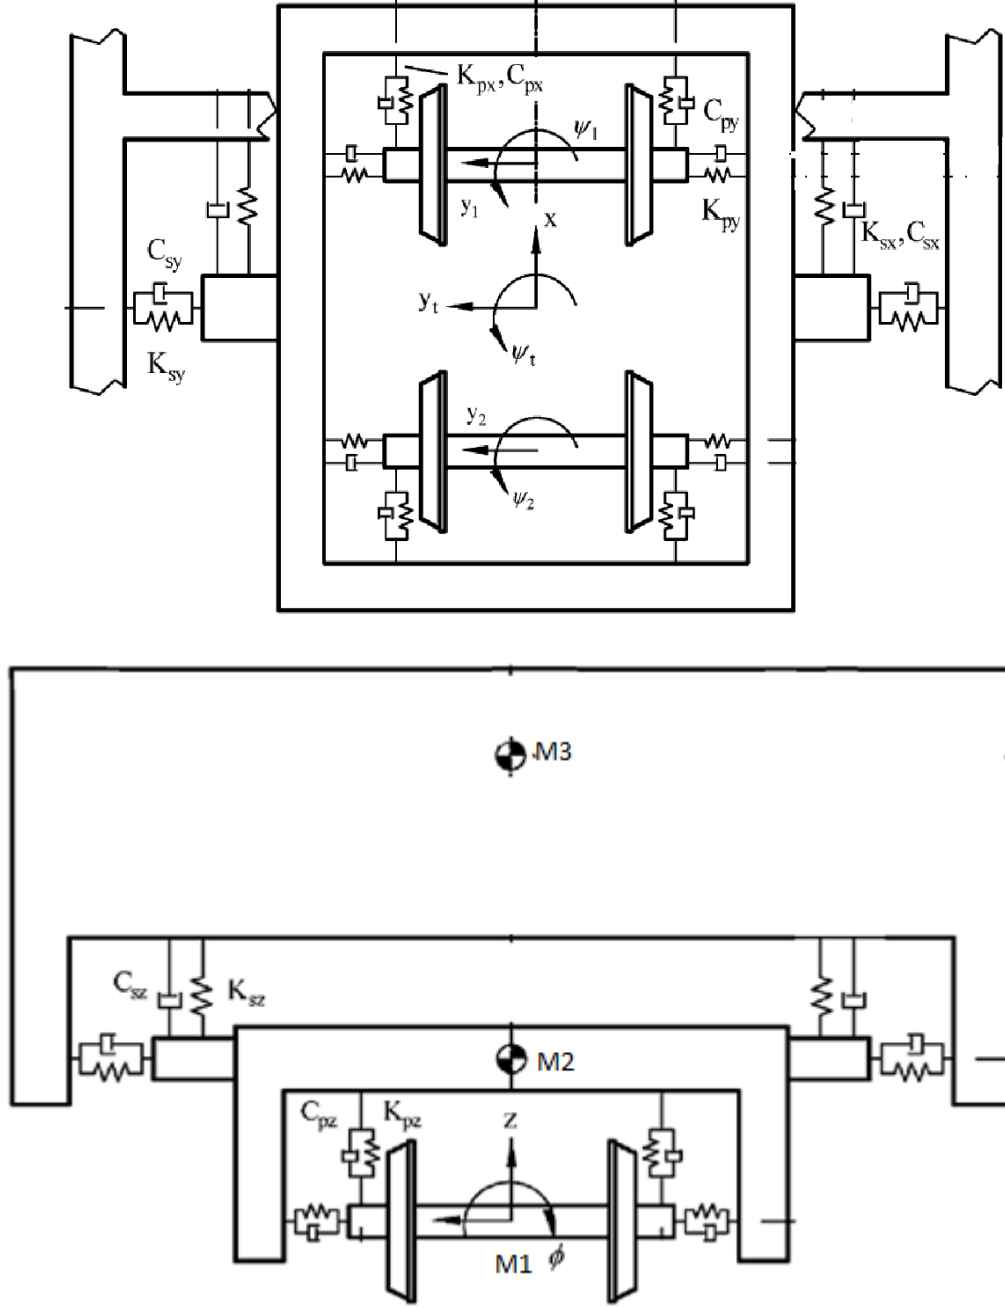 K_px, C_px
ψ_1
C_py
y_1
K_py
x
C_sy
K_sx, C_sx
y_t
ψ_t
K_sy
y_2
ψ_2
M3
C_sz
K_sz
M2
C_pz
K_pz
z
M1
ϕ